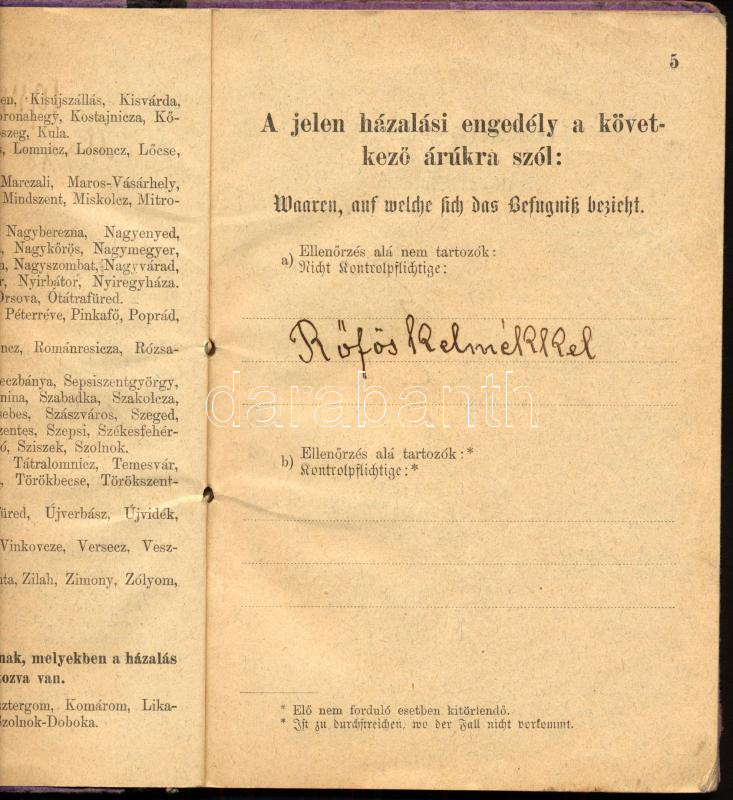 en, Kisújszállás, Kisvárda,
oronahegy, Kostajnicza, Kő-
szeg, Kula.
Lomnicz, Losoncz, Lőcse,
Marczali, Maros-Vásárhely,
Mindszent, Miskolcz, Mitro-
Nagyberezna, Nagyenyed,
Nagykőrös, Nagymegyer,
Nagyszombat, Nagyvárad,
Nyirbátor, Nyiregyháza.
Orsova, Ótátrafüred.
Péterréve, Pinkafő, Poprád,
ncz, Románresicza, Rózsa-
eczbánya, Sepsiszentgyörgy,
nina, Szabadka, Szakolcza,
sebes, Szászváros, Szeged,
zentes, Szepsi, Székesfehér-
ó, Sziszek, Szolnok.
Tátralomnicz, Temesvár,
Törökbecse, Törökszent-
füred, Újverbász, Újvidék,
Vinkovcze, Versecz, Vesz-
nta, Zilah, Zimony, Zólyom,
nak, melyekben a házalás
ozva van.
sztergom, Komárom, Lika-
Szolnok-Doboka.
5
A jelen házalási engedély a követ-
kező árúkra szól:
Waaren, auf welche sich das Befugniß bezieht.
a) Ellenőrzés alá nem tartozók:
Nicht Kontrolpflichtige:
Rőfös kelmékkel
darabanth
b) Ellenőrzés alá tartozók:*
Kontrolpflichtige:*
* Elő nem forduló esetben kitörlendő.
* Ist zu durchstreichen, wo der Fall nicht vorkommt.